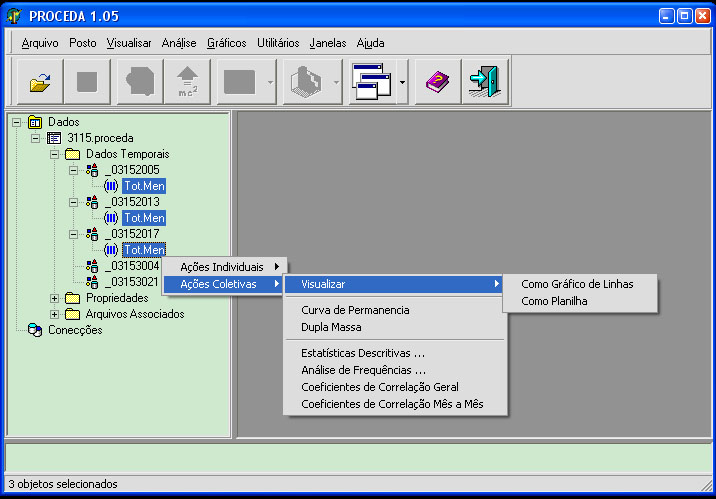 PROCEDA 1.05
Arquivo Posto Visualisar Análise Gráficos Utilitários Janelas Ajuda
mc²
Dados
3115.proceda
Dados Temporais
_03152005
Tot.Men
_03152013
Tot.Men
_03152017
Tot.Men
_03153004
_03153021
Propriedades
Arquivos Associados
Conecções
Ações Individuais
Ações Coletivas
Visualizar
Curva de Permanencia
Dupla Massa
Estatísticas Descritivas ...
Análise de Frequências ...
Coeficientes de Correlação Geral
Coeficientes de Correlação Mês a Mês
Como Gráfico de Linhas
Como Planilha
3 objetos selecionados